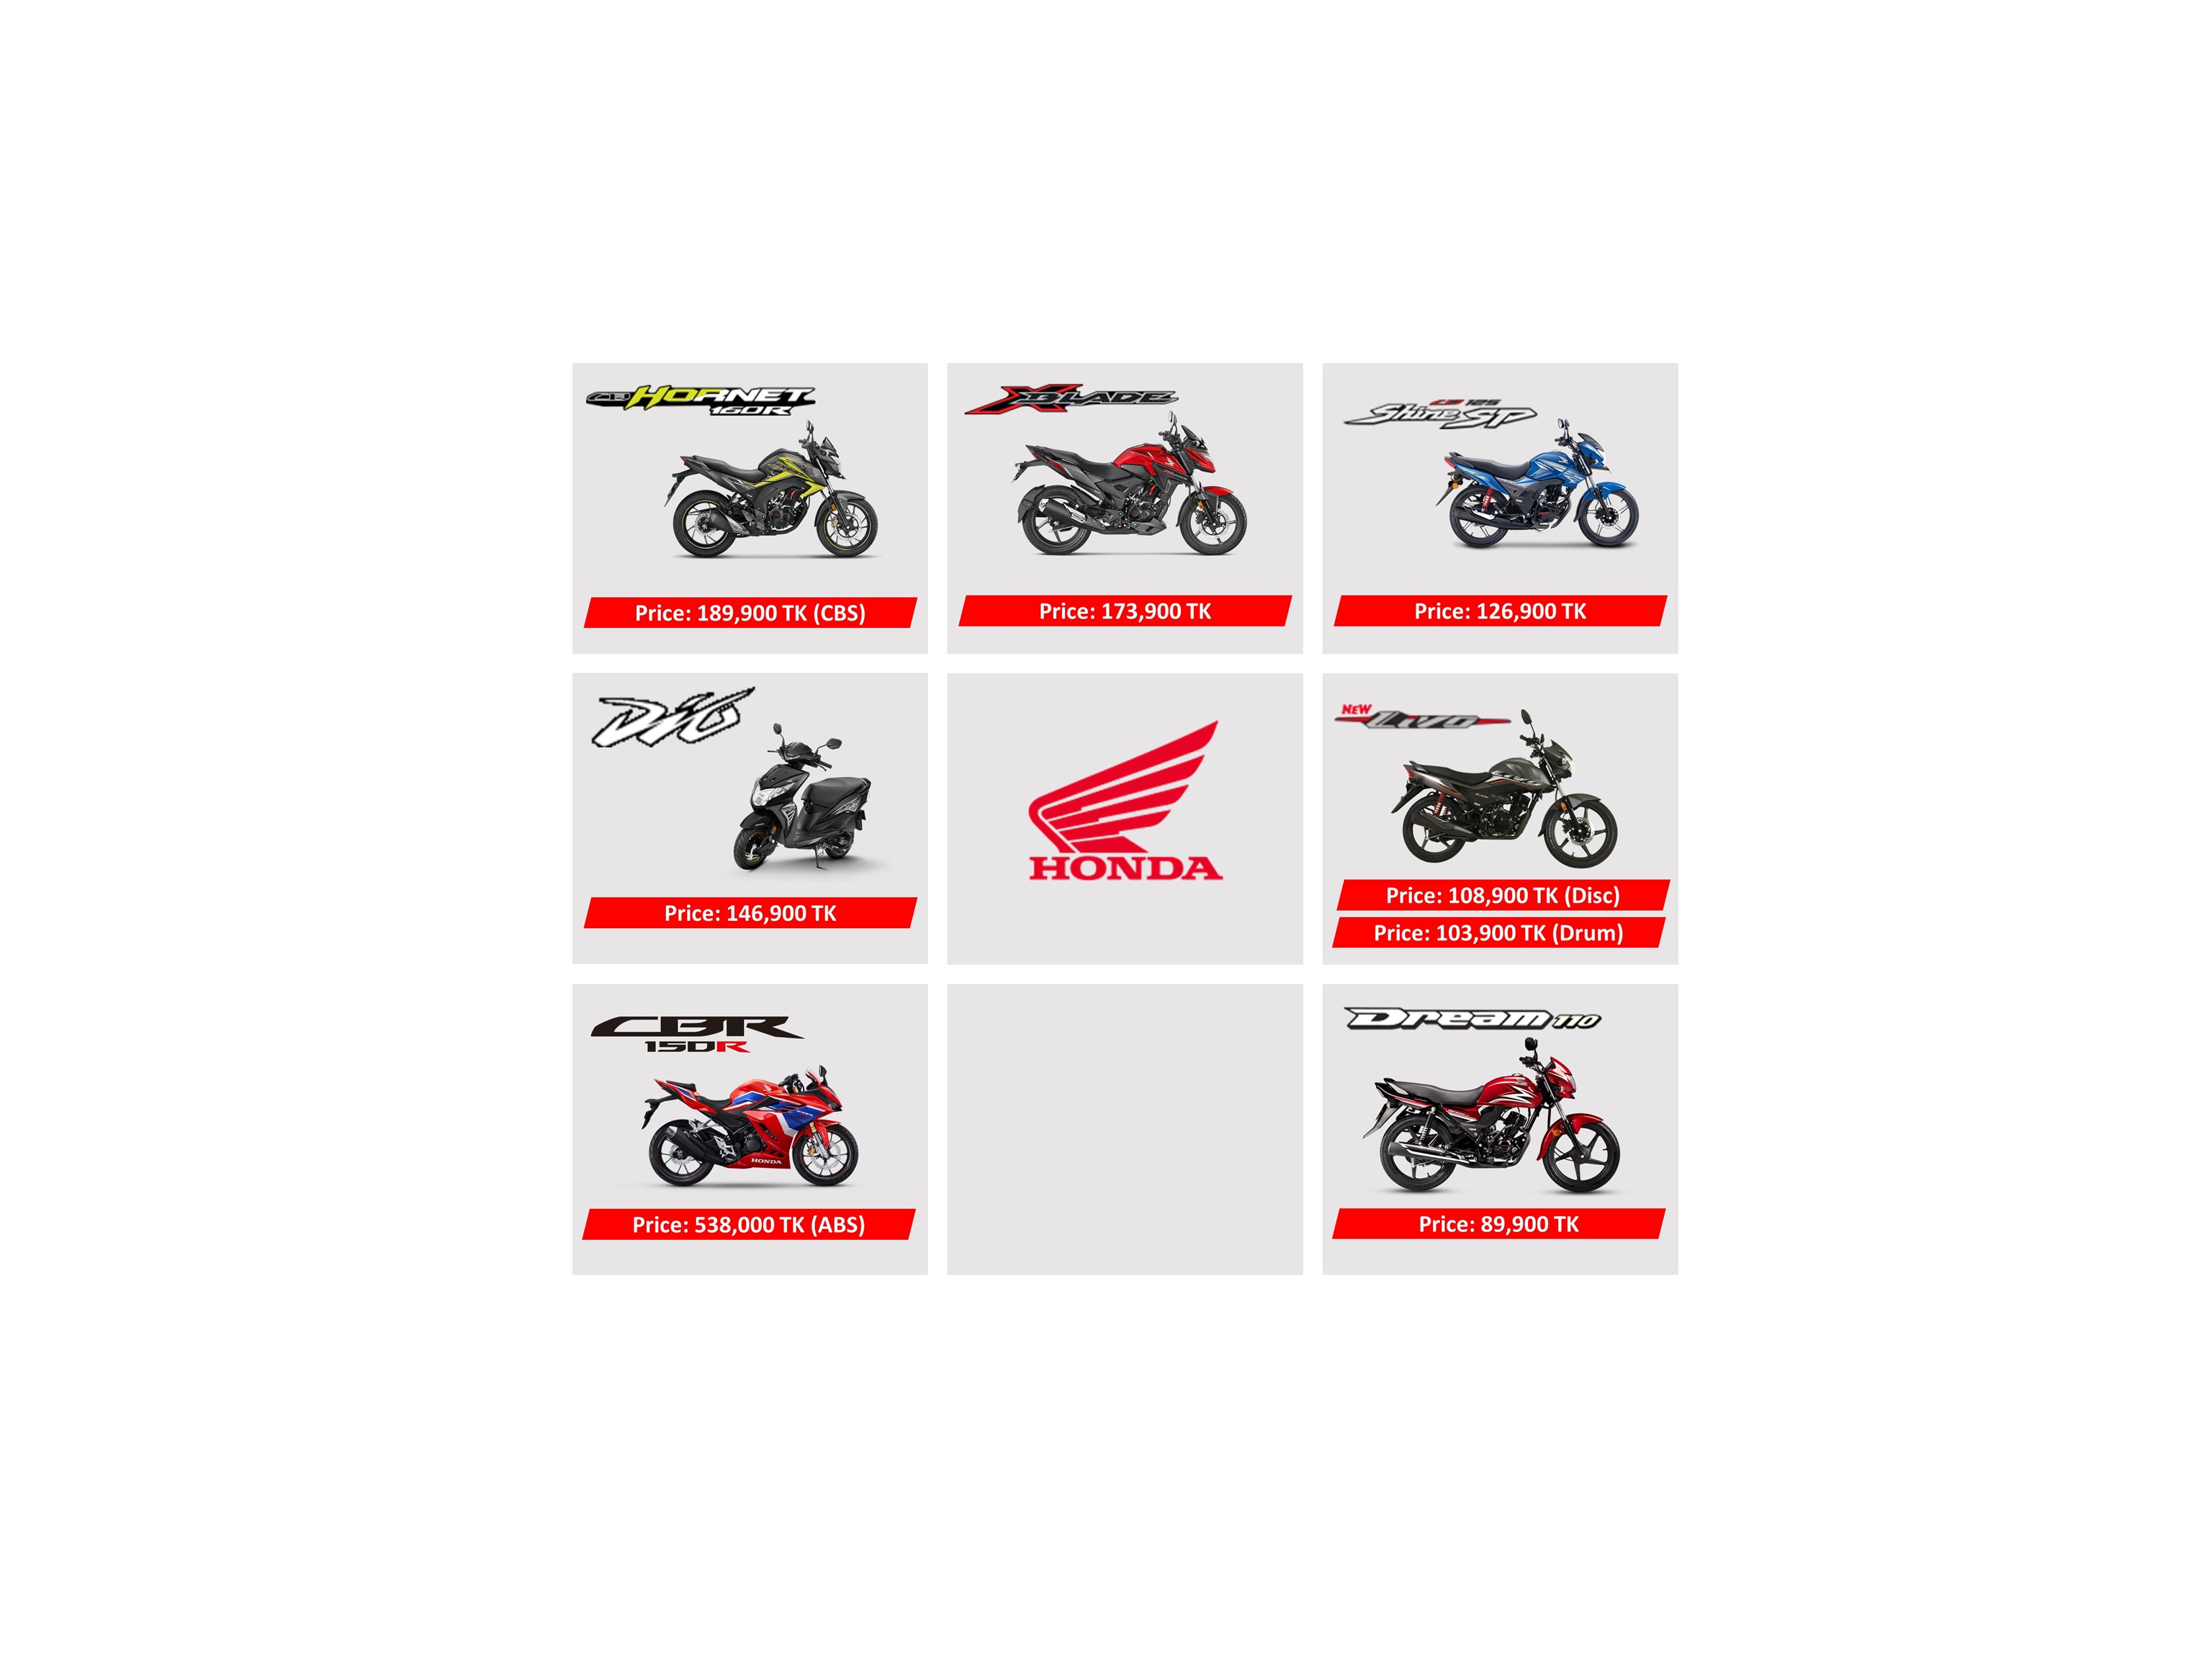 CB HORNET
160R
Price: 189,900 TK (CBS)
XBLADE
Price: 173,900 TK
CB 125
Shine SP
Price: 126,900 TK
Dio
Price: 146,900 TK
HONDA
NEW
Livo
Price: 108,900 TK (Disc)
Price: 103,900 TK (Drum)
CBR
150R
HONDA
Price: 538,000 TK (ABS)
Dream 110
Price: 89,900 TK